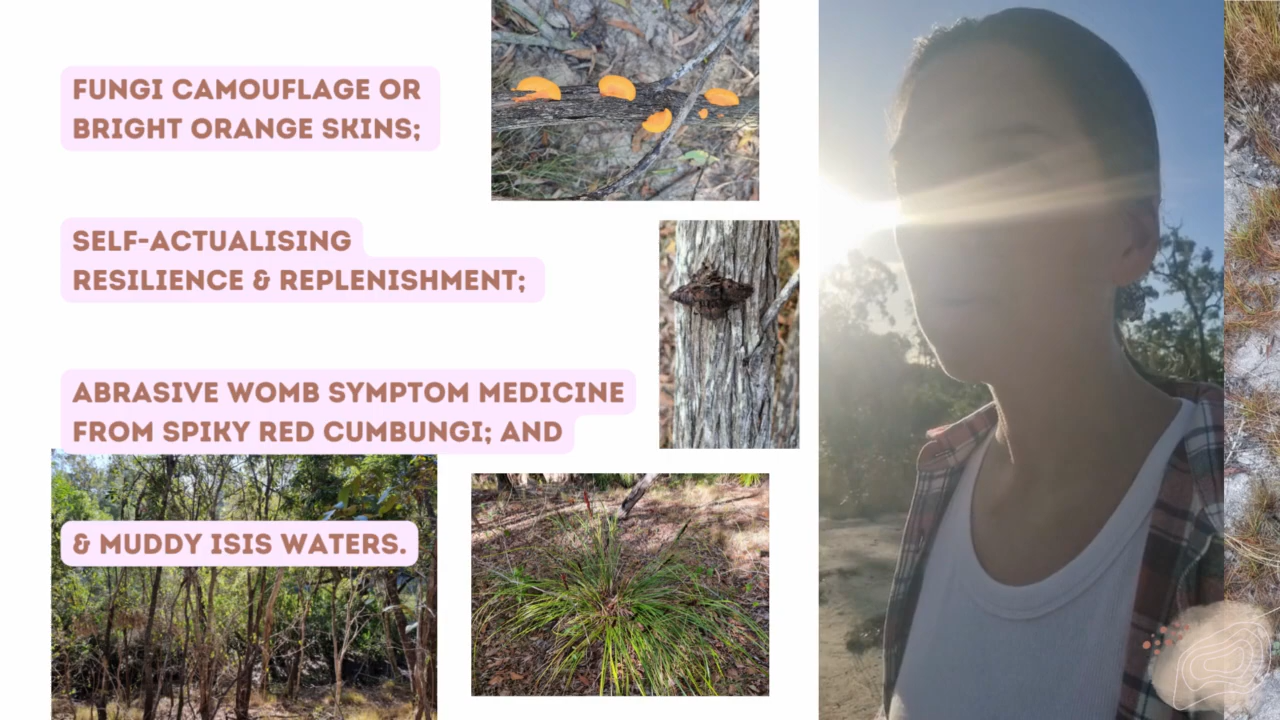 FUNGI CAMOUFLAGE OR
BRIGHT ORANGE SKINS;
SELF-ACTUALISING
RESILIENCE & REPLENISHMENT;
ABRASIVE WOMB SYMPTOM MEDICINE
FROM SPIKY RED CUMBUNGI; AND
& MUDDY ISIS WATERS.